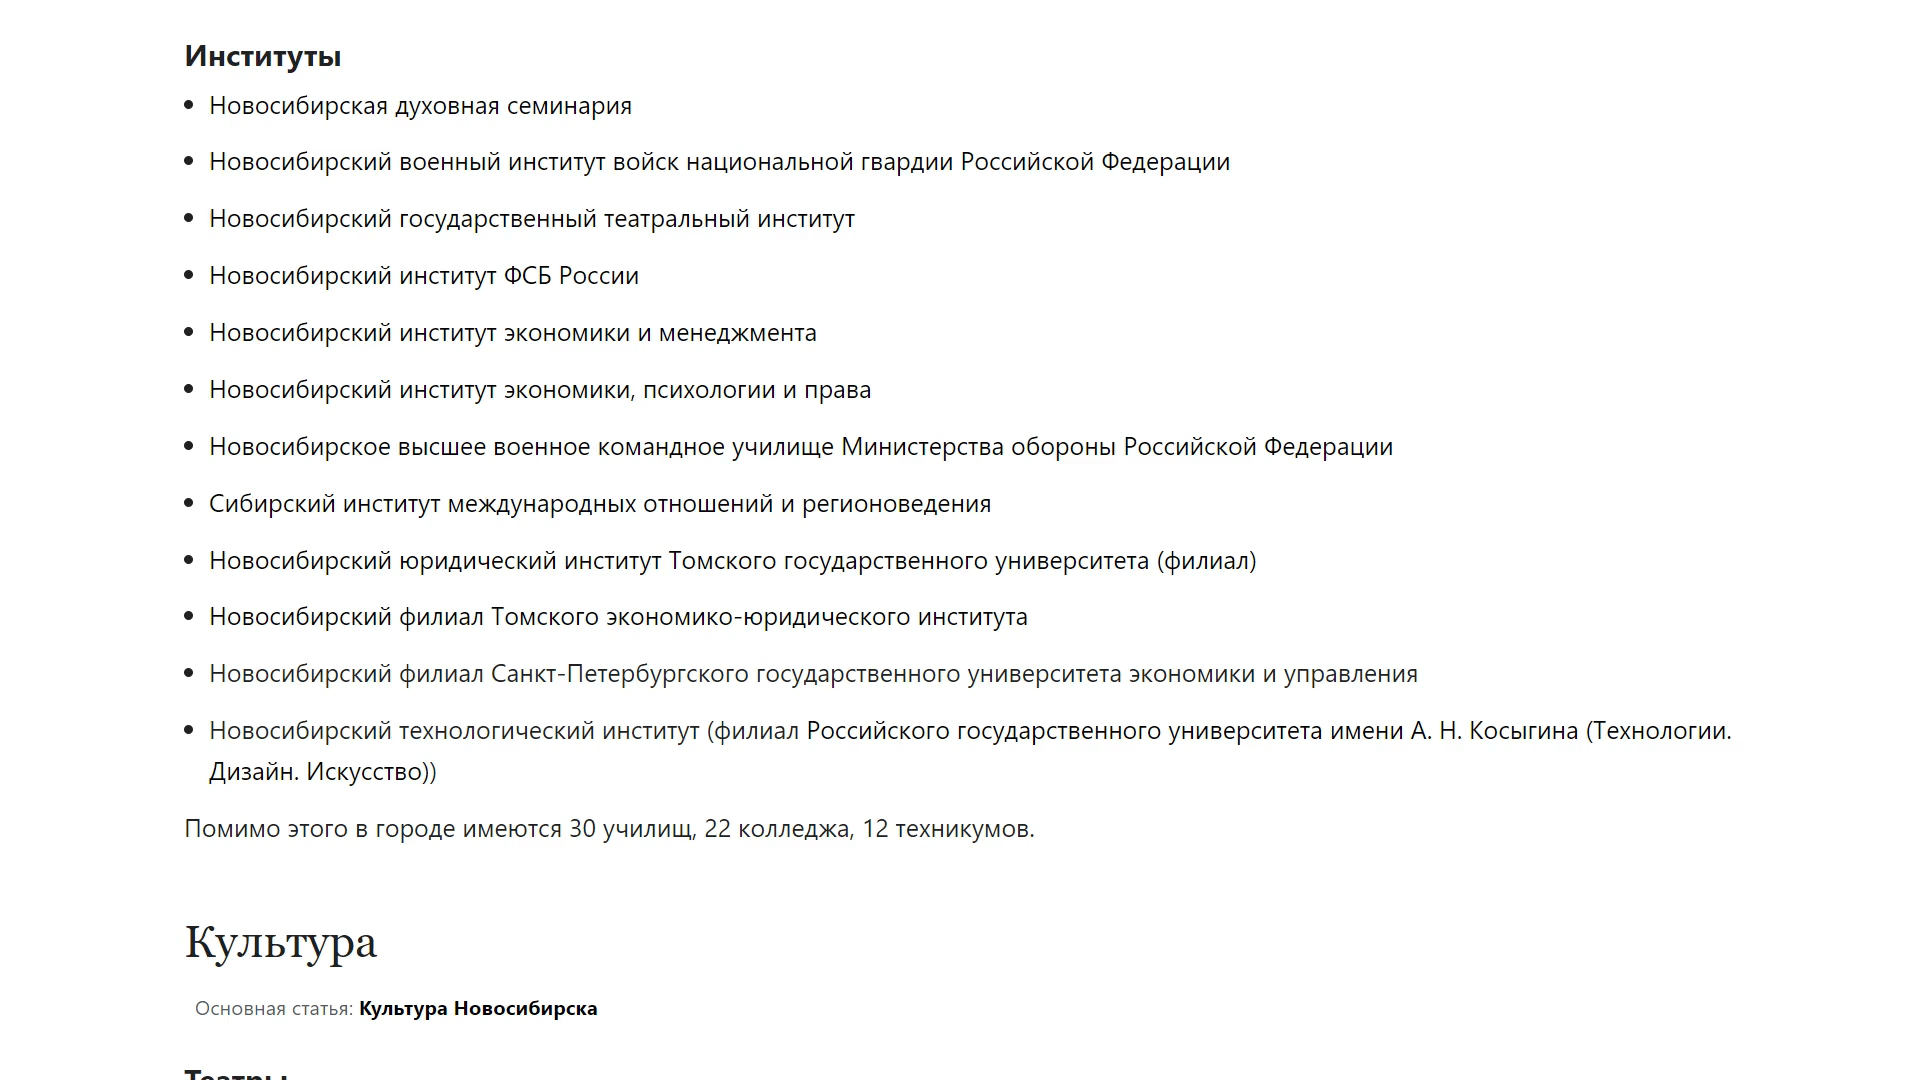 Институты
Новосибирская духовная семинария
Новосибирский военный институт войск национальной гвардии Российской Федерации
Новосибирский государственный театральный институт
Новосибирский институт ФСБ России
Новосибирский институт экономики и менеджмента
Новосибирский институт экономики, психологии и права
Новосибирское высшее военное командное училище Министерства обороны Российской Федерации
Сибирский институт международных отношений и регионоведения
Новосибирский юридический институт Томского государственного университета (филиал)
Новосибирский филиал Томского экономико-юридического института
Новосибирский филиал Санкт-Петербургского государственного университета экономики и управления
Новосибирский технологический институт (филиал Российского государственного университета имени А. Н. Косыгина (Технологии.
Дизайн. Искусство))
Помимо этого в городе имеются 30 училищ, 22 колледжа, 12 техникумов.
Культура
Основная статья: Культура Новосибирска
Театры